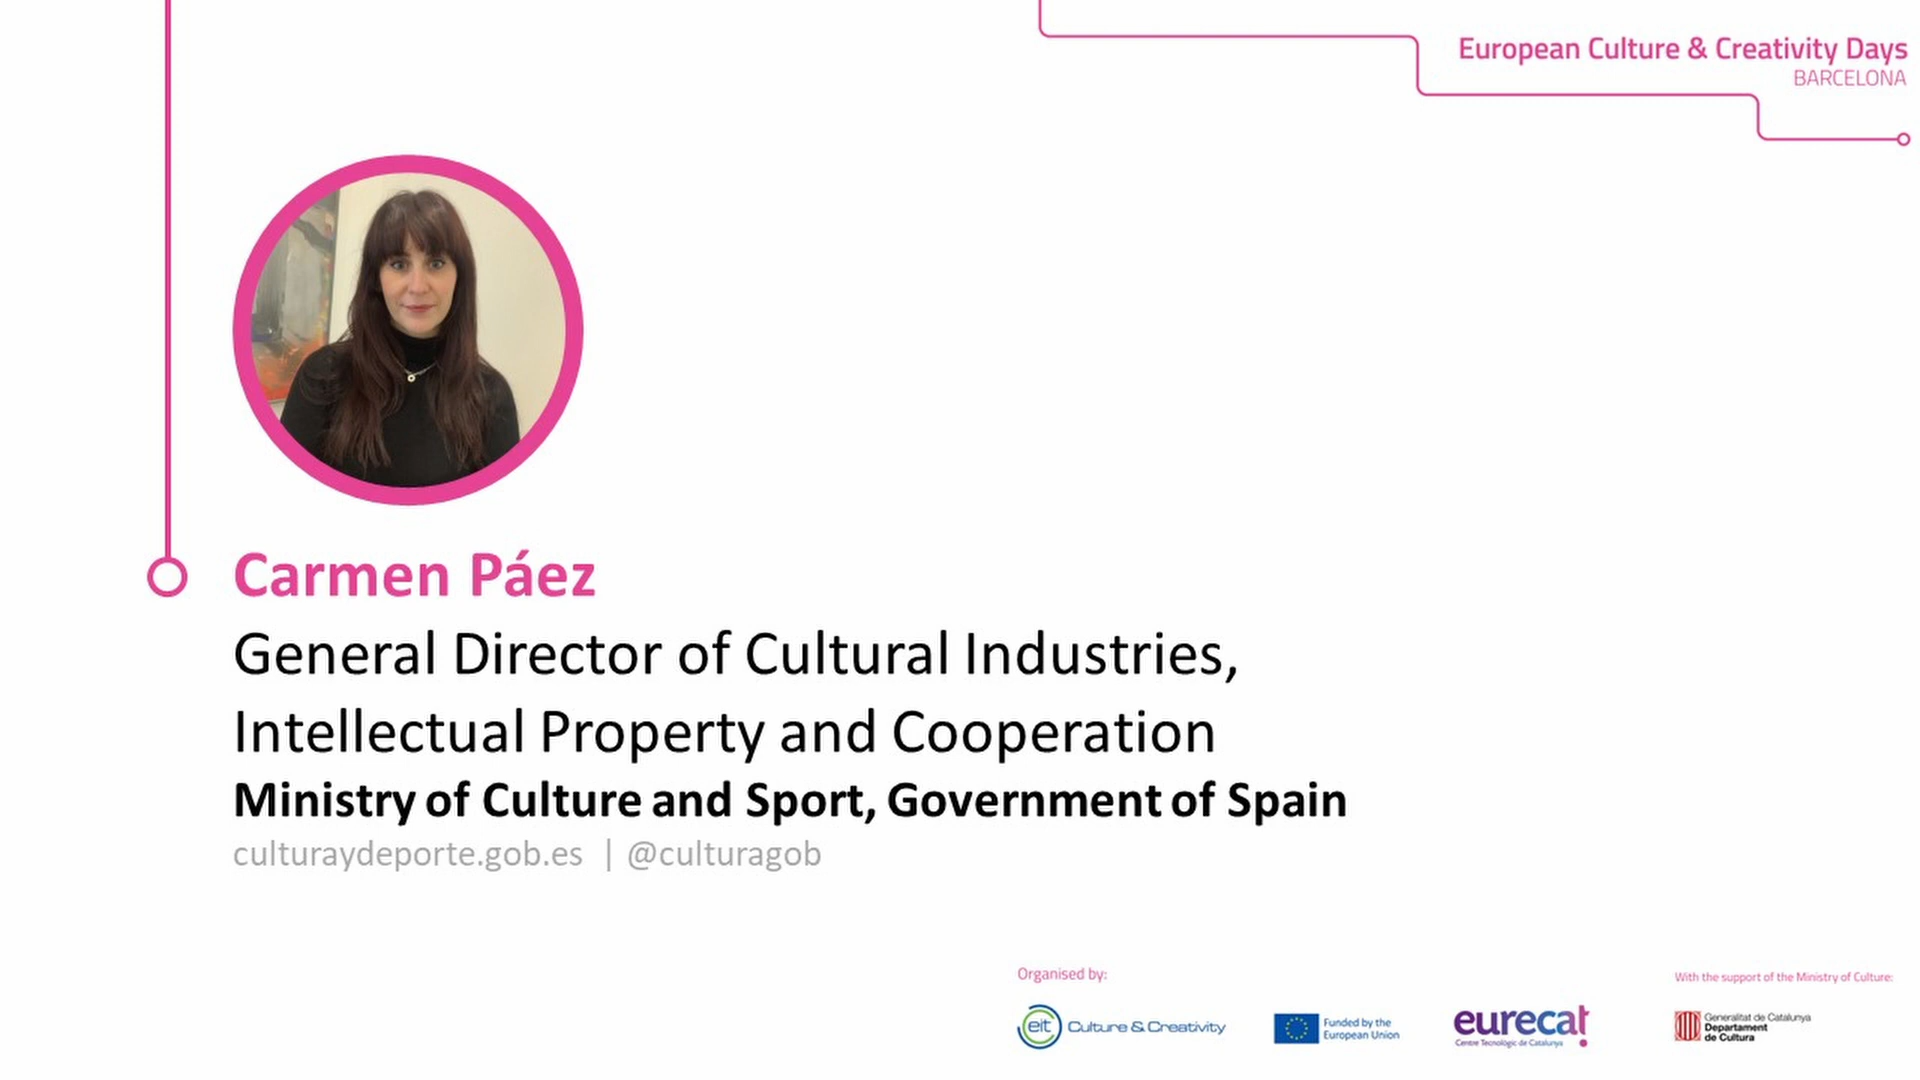 European Culture & Creativity Days
BARCELONA
Carmen Páez
General Director of Cultural Industries,
Intellectual Property and Cooperation
Ministry of Culture and Sport, Government of Spain
culturaydeporte.gob.es | @culturagob
Organised by:
With the support of the Ministry of Culture:
eit Culture & Creativity
Funded by the
European Union
eurecat
Centre Tecnològic de Catalunya
Generalitat de Catalunya
Departament
de Cultura